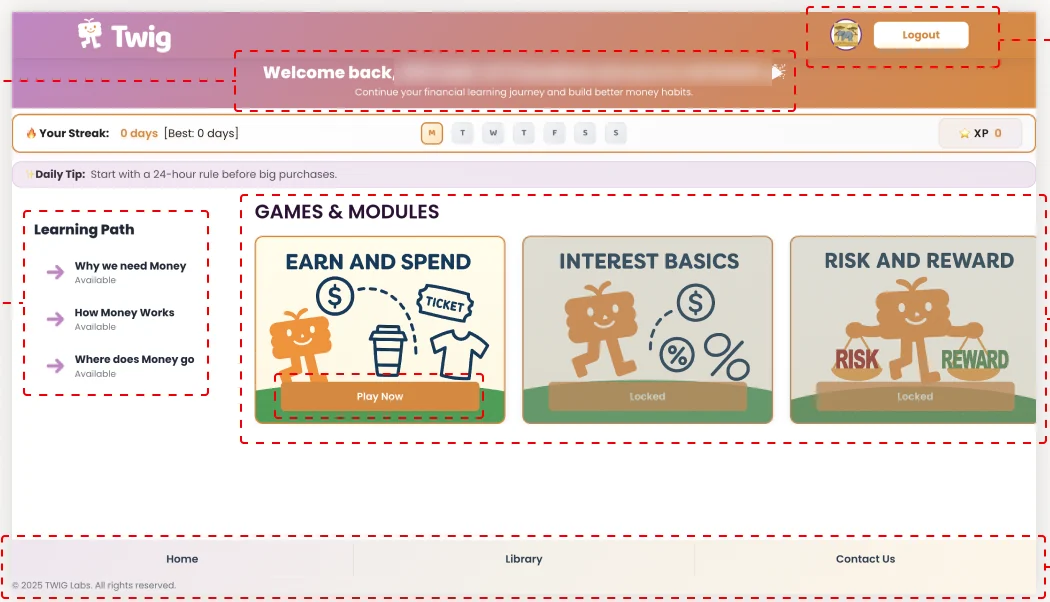 Twig
Logout
Welcome back,
Continue your financial learning journey and build better money habits.
Your Streak: 0 days [Best: 0 days]
M T W T F S S
XP 0
Daily Tip: Start with a 24-hour rule before big purchases.
Learning Path
Why we need Money
Available
How Money Works
Available
Where does Money go
Available
GAMES & MODULES
EARN AND SPEND
$
TICKET
Play Now
INTEREST BASICS
$
%
%
Locked
RISK AND REWARD
RISK
REWARD
Locked
Home
Library
Contact Us
© 2025 TWIG Labs. All rights reserved.